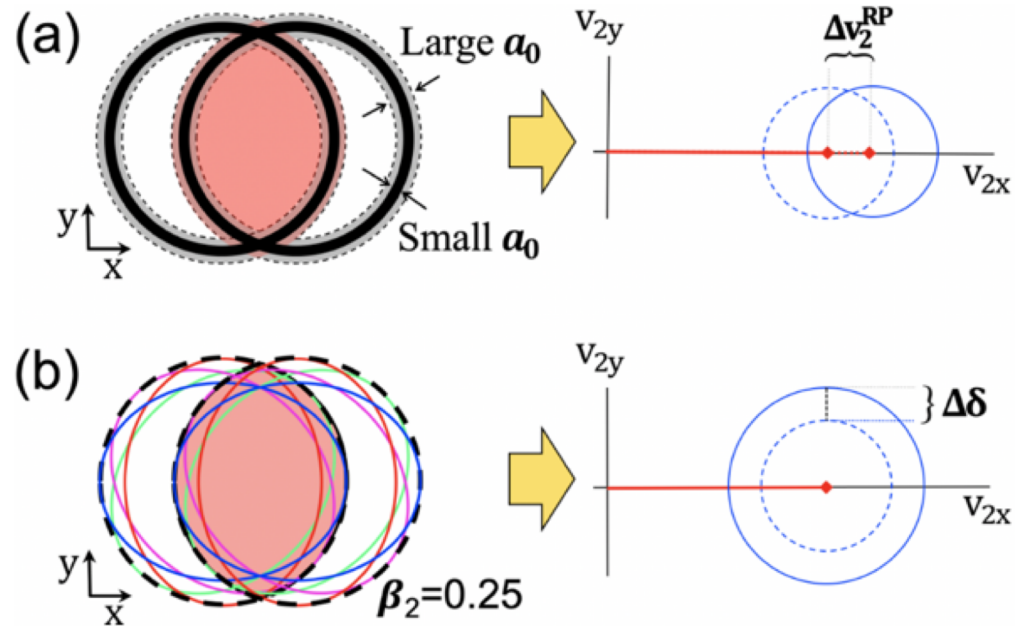 (a)
Large a₀
Small a₀
y
x
v₂y
Δv₂ᴿᴾ
v₂ₓ
(b)
y
x
β₂=0.25
v₂y
Δδ
v₂ₓ